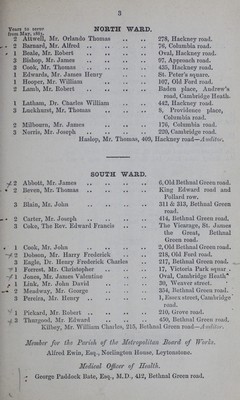 3
Years to serve
from May, 1883.
NORTH WARD.
2 Altwell, Mr. Orlando Thomas .. .. 278, Hackney road.
2 Barnard, Mr. Alfred .. .. .. .. 76, Columbia road.
1 Beale, Mr. Robert .. .. .. .. Oval, Hackney road.
3 Bishop, Mr. James .. .. .. .. 97, Approach road.
3 Cook, Mr. Thomas .. .. .. .. 435, Hackney road.
1 Edwards, Mr. James Henry .. .. St. Peter's square.
1 Hooper, Mr. William .. .. .. .. 107, Old Ford road.
2 Lamb, Mr. Robert .. .. .. .. Baden place, Andrew's
road, Cambridge Heath.
1 Latham, Dr. Charles William .. .. 442, Hackney road.
3 Lockhurst, Mr. Thomas .. .. .. 8, Providence place,
Columbia road.
2 Milbourn, Mr. James .. .. .. 176, Columbia road.
3 Norris, Mr. Joseph .. .. .. .. 220, Cambridge road.
Haslop, Mr. Thomas, 409, Hackney road—Auditor.
SOUTH WARD.
2 Abbott, Mr. James .. .. .. .. 6, Old Bethnal Green road.
2 Bevan, Mr. Thomas .. .. .. .. King Edward road and
Pollard row.
3 Blain, Mr. John .. .. .. .. 311 & 313, Bethnal Green
road.
2 Carter, Mr. Joseph .. .. .. .. 414, Bethnal Green road.
3 Coke, The Rev. Edward Francis .. .. The Vicarage, St. James
the Great, Bethnal
Green road.
1 Cook, Mr. John .. .. .. .. 2, Old Bethnal Green road.
2 Dobson, Mr. Harry Frederick .. .. 218, Old Ford road.
3 Eagle, Dr. Henry Frederick Charles .. 217, Bethnal Green road.
1 Forrest, Mr. Christopher .. .. .. 17, Victoria Park squar
1 Jones, Mr. James Valentine .. .. Oval, Cambridge Heath
1 Link, Mr. John David .. .. .. 30, Weaver street.
2 Meadway, Mr. George .. .. .. 354, Bethnal Green road.
3 Pereira, Mr. Henry .. .. .. .. 1, Essex street, Cambridge
road.
1 Pickard, Mr. Robert .. .. .. .. 210, Grove road.
3 Thurgood, Mr. Edward .. .. .. 450, Bethnal Green road.
Kilbey, Mr. William Charles, 215, Bethnal Green road—Auditor.
Member for the Parish of the Metropolitan Board of Works.
Alfred Ewin, Esq., Norlington House, Leytonstone.
Medical Officer of Health.
George Paddock Bate, Esq., M.D., 412, Bethnal Green road.